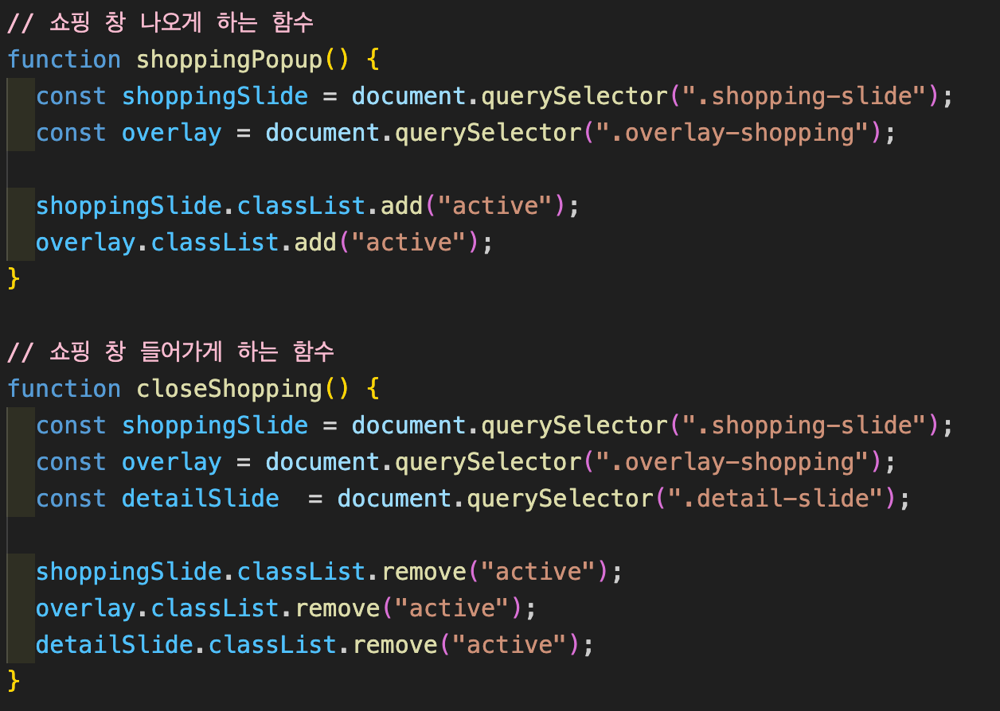 // 쇼핑 창 나오게 하는 함수
function shoppingPopup() {
  const shoppingSlide = document.querySelector(".shopping-slide");
  const overlay = document.querySelector(".overlay-shopping");

  shoppingSlide.classList.add("active");
  overlay.classList.add("active");
}

// 쇼핑 창 들어가게 하는 함수
function closeShopping() {
  const shoppingSlide = document.querySelector(".shopping-slide");
  const overlay = document.querySelector(".overlay-shopping");
  const detailSlide  = document.querySelector(".detail-slide");

  shoppingSlide.classList.remove("active");
  overlay.classList.remove("active");
  detailSlide.classList.remove("active");
}